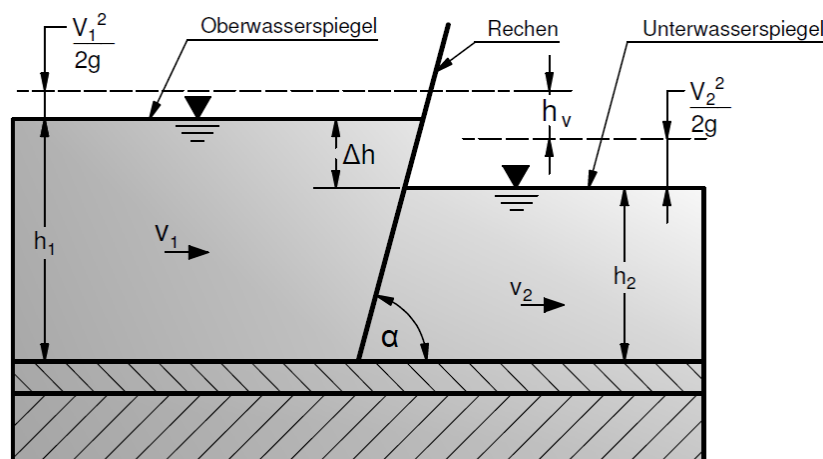 V₁²
2g
Oberwasserspiegel
Rechen
Unterwasserspiegel
hᵥ
V₂²
2g
Δh
h₁
V₁
h₂
v₂
α